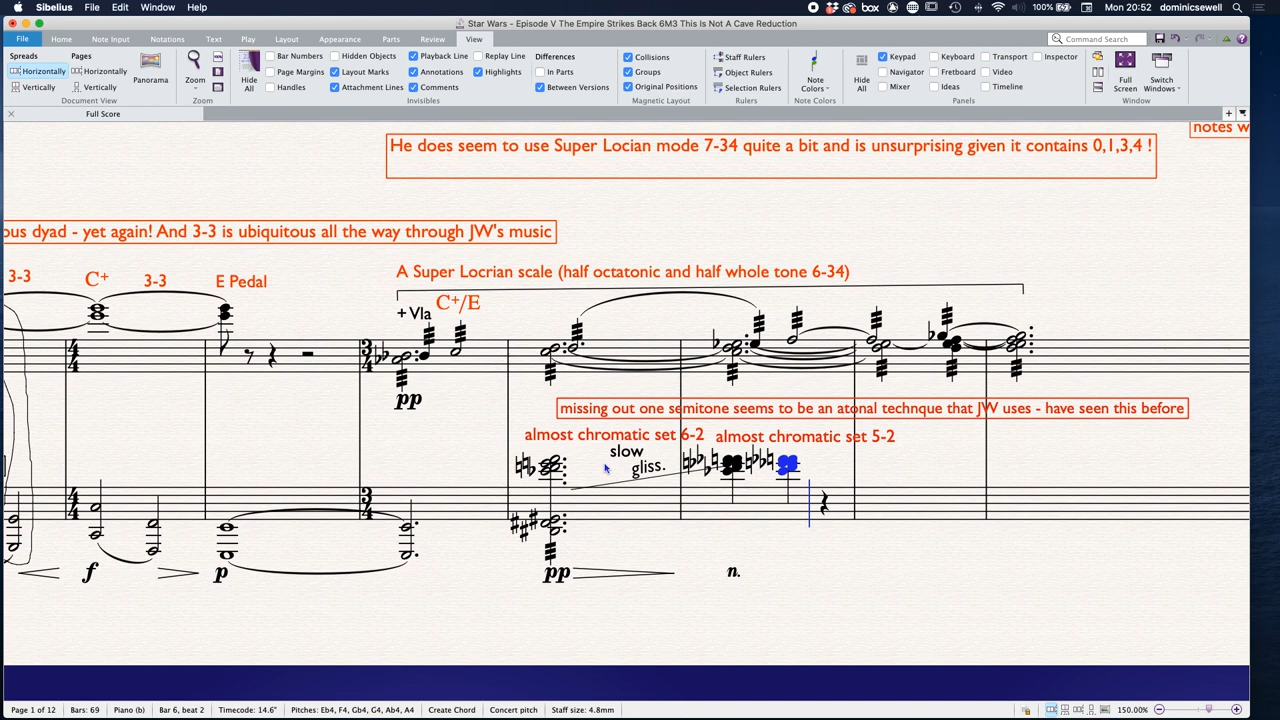 Sibelius File Edit Window Help 100% Mon 20:52 dominicsewell
Star Wars - Episode V The Empire Strikes Back 6M3 This Is Not A Cave Reduction
File Home Note Input Notations Text Play Layout Appearance Parts Review View Command Search
Spreads Pages Bar Numbers Hidden Objects Playback Line Replay Line Differences Collisions Staff Rulers Keypad Keyboard Transport Inspector
Horizontally Horizontally Page Margins Layout Marks Annotations Highlights In Parts Groups Object Rulers Navigator Fretboard Video
Vertically Vertically Panorama Zoom Hide All Handles Attachment Lines Comments Between Versions Original Positions Selection Rulers Note Colors Hide All Mixer Ideas Timeline Full Screen Switch Windows
Document View Zoom Invisibles Magnetic Layout Rulers Note Colors Panels Window
Full Score
notes w
He does seem to use Super Locian mode 7-34 quite a bit and is unsurprising given it contains 0,1,3,4 !
ous dyad - yet again! And 3-3 is ubiquitous all the way through JW's music
3-3 C+ 3-3 E Pedal
A Super Locrian scale (half octatonic and half whole tone 6-34)
+ Vla C+/E
4 4 3 4
pp
missing out one semitone seems to be an atonal technque that JW uses - have seen this before
almost chromatic set 6-2 almost chromatic set 5-2
slow
gliss.
4 4 3 4
f p pp n.
Page 1 of 12 Bars: 69 Piano (b) Bar 6, beat 2 Timecode: 14.6" Pitches: Eb4, F4, Gb4, G4, Ab4, A4 Create Chord Concert pitch Staff size: 4.8mm 150.00%